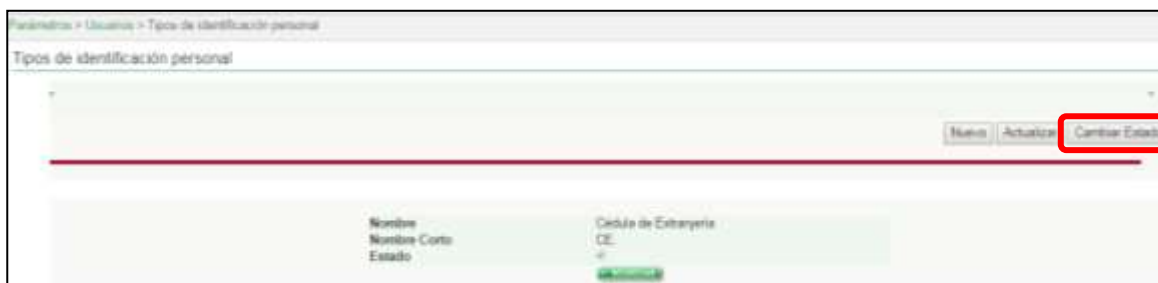 Parámetros > Usuarios > Tipos de identificación personal
Tipos de identificación personal
Nuevo Actualizar Cambiar Estado
Nombre Cédula de Extranjería
Nombre Corto CE
Estado